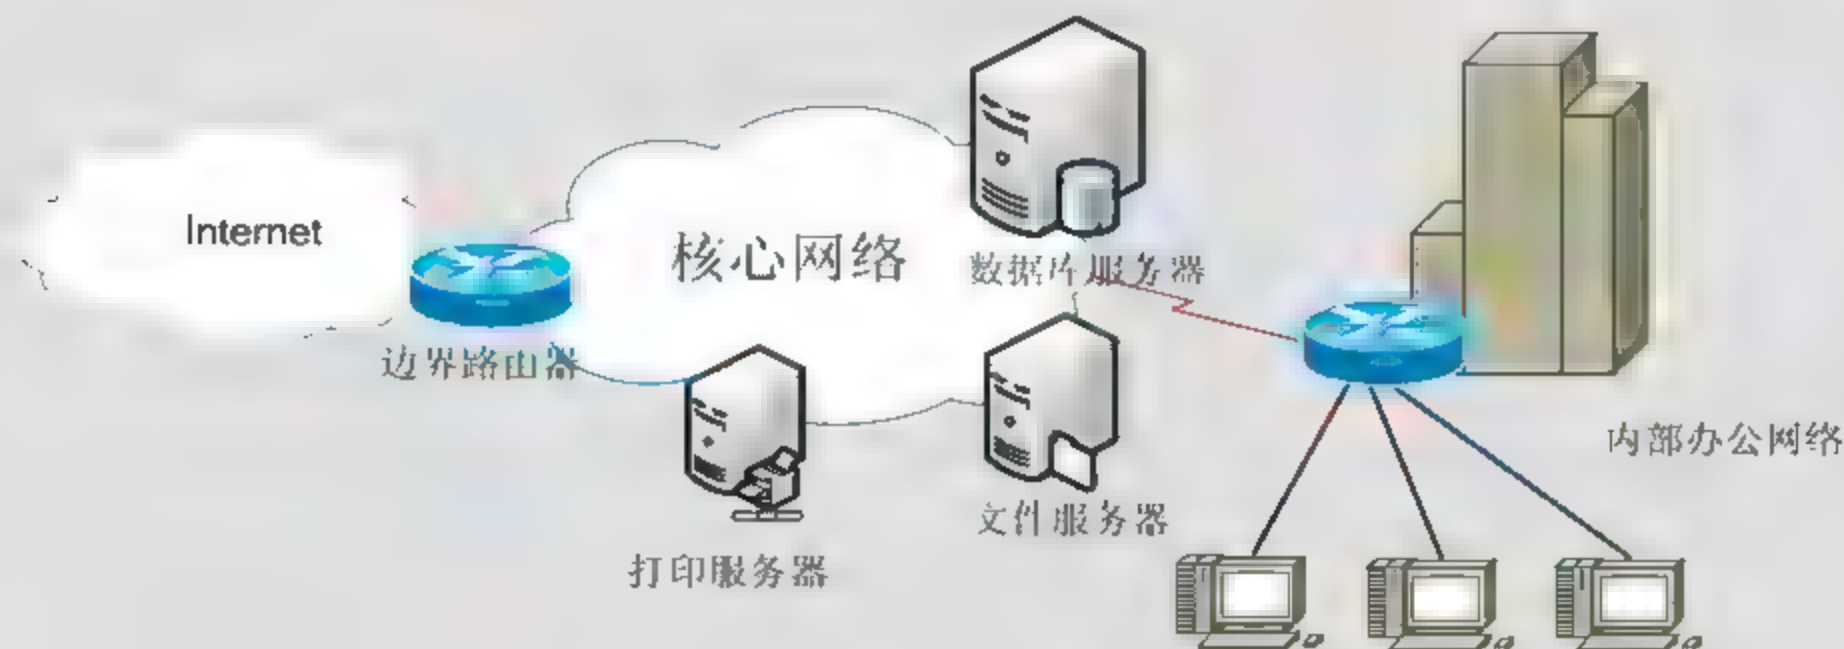 Internet
核心网络
数据库服务器
边界路由器
内部办公网络
文件服务器
打印服务器